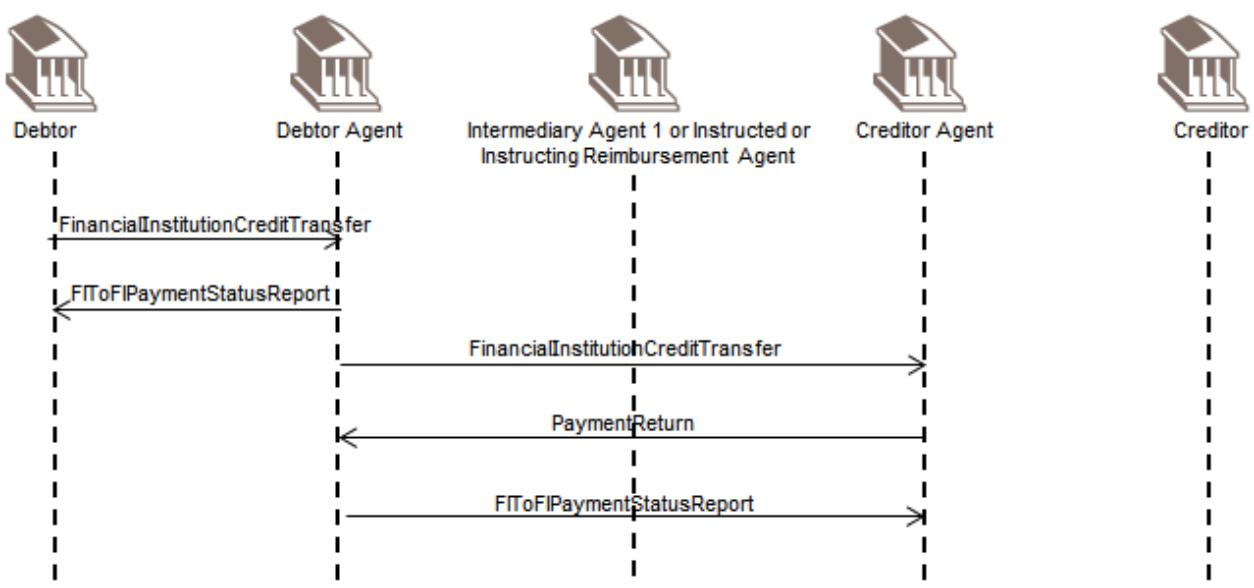 Debtor
Debtor Agent
Intermediary Agent 1 or Instructed or
Instructing Reimbursement Agent
Creditor Agent
Creditor
FinancialInstitutionCreditTransfer
FIToFIPaymentStatusReport
FinancialInstitutionCreditTransfer
PaymentReturn
FIToFIPaymentStatusReport